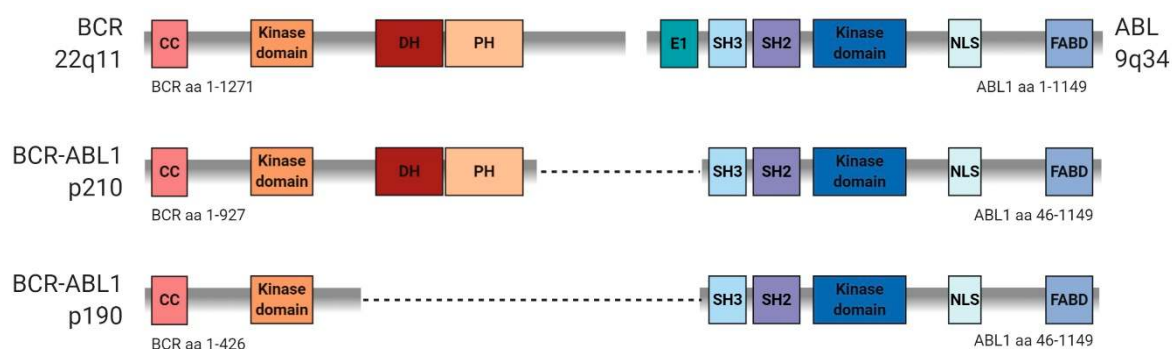 BCR
22q11
CC
Kinase
domain
DH
PH
E1
SH3
SH2
Kinase
domain
NLS
FABD
ABL
9q34
BCR aa 1-1271
ABL1 aa 1-1149
BCR-ABL1
p210
CC
Kinase
domain
DH
PH
SH3
SH2
Kinase
domain
NLS
FABD
BCR aa 1-927
ABL1 aa 46-1149
BCR-ABL1
p190
CC
Kinase
domain
SH3
SH2
Kinase
domain
NLS
FABD
BCR aa 1-426
ABL1 aa 46-1149